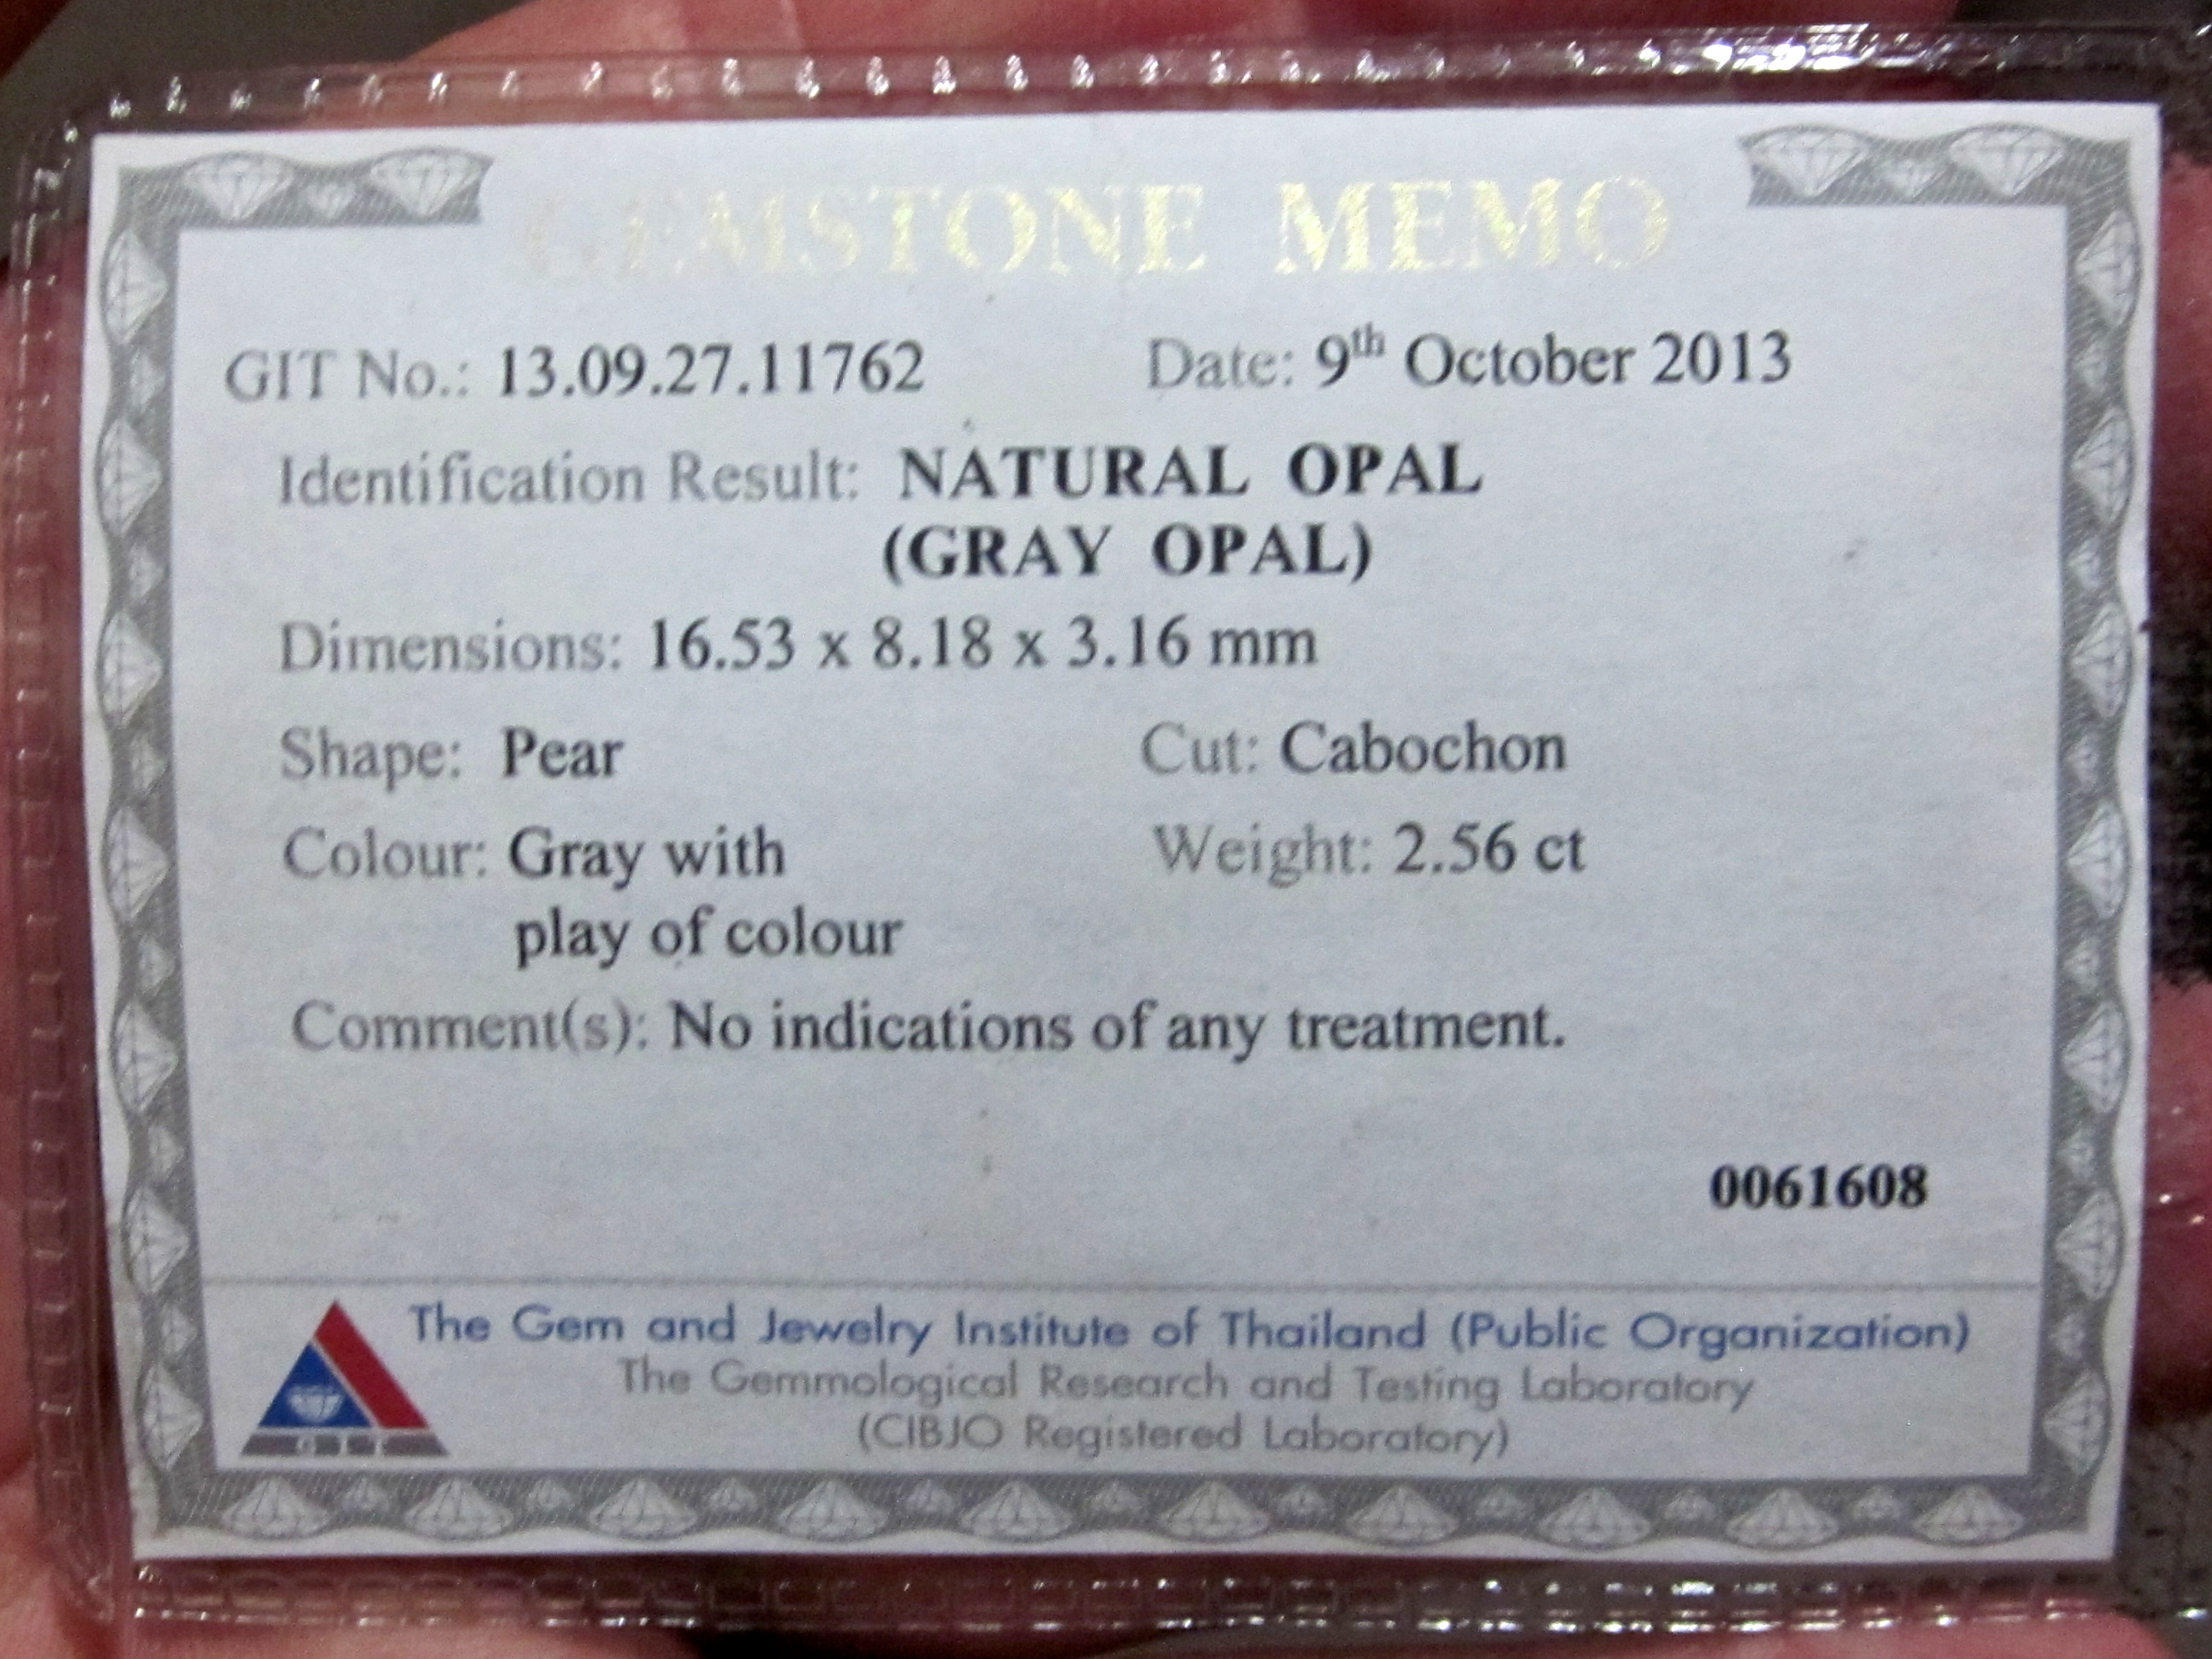 GEMSTONE MEMO
GIT No.: 13.09.27.11762 Date: 9th October 2013
Identification Result: NATURAL OPAL
(GRAY OPAL)
Dimensions: 16.53 x 8.18 x 3.16 mm
Shape: Pear Cut: Cabochon
Colour: Gray with Weight: 2.56 ct
play of colour
Comment(s): No indications of any treatment.
0061608
The Gem and Jewelry Institute of Thailand (Public Organization)
The Gemmological Research and Testing Laboratory
(CIBJO Registered Laboratory)
GIT